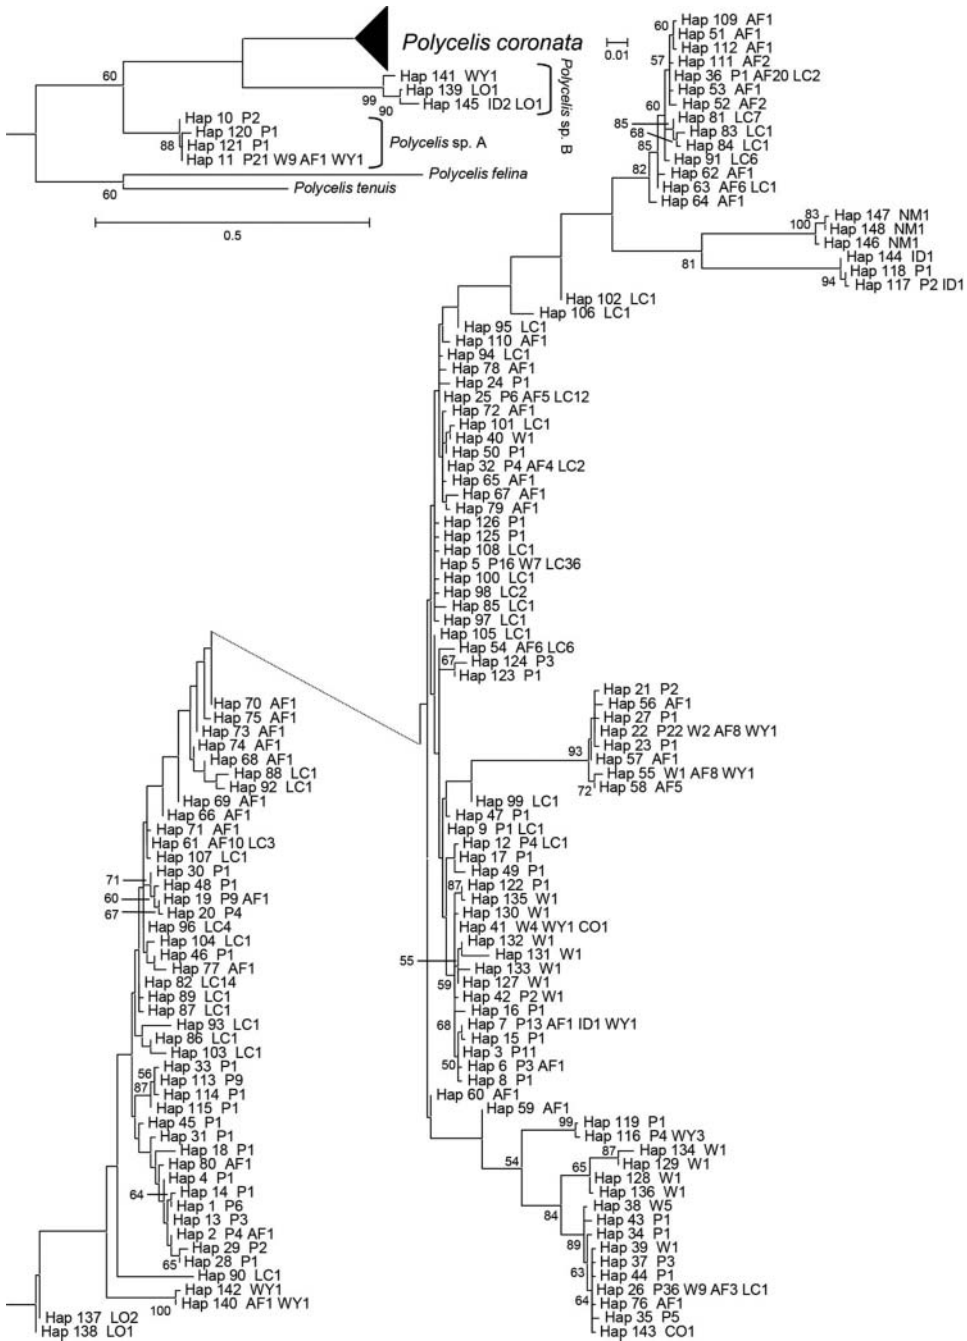 Polycelis coronata
60
Hap 141 WY1
Hap 139 LO1
Hap 145 ID2 LO1
99
90
Polycelis sp. B
Hap 10 P2
Hap 120 P1
Hap 121 P1
Hap 11 P21 W9 AF1 WY1
88
Polycelis sp. A
Polycelis felina
Polycelis tenuis
60
0.5
0.01
Hap 109 AF1
60
Hap 51 AF1
Hap 112 AF1
57
Hap 111 AF2
Hap 36 P1 AF20 LC2
Hap 53 AF1
60
Hap 52 AF2
Hap 81 LC7
85
Hap 83 LC1
68
Hap 84 LC1
85
Hap 91 LC6
82
Hap 62 AF1
Hap 63 AF6 LC1
Hap 64 AF1
83
Hap 147 NM1
100
Hap 148 NM1
Hap 146 NM1
81
Hap 144 ID1
Hap 118 P1
94
Hap 117 P2 ID1
Hap 102 LC1
Hap 106 LC1
Hap 95 LC1
Hap 110 AF1
Hap 94 LC1
Hap 78 AF1
Hap 24 P1
Hap 25 P6 AF5 LC12
Hap 72 AF1
Hap 101 LC1
Hap 40 W1
Hap 50 P1
Hap 32 P4 AF4 LC2
Hap 65 AF1
Hap 67 AF1
Hap 79 AF1
Hap 126 P1
Hap 125 P1
Hap 108 LC1
Hap 5 P16 W7 LC36
Hap 100 LC1
Hap 98 LC2
Hap 85 LC1
Hap 97 LC1
Hap 105 LC1
Hap 54 AF6 LC6
67
Hap 124 P3
Hap 123 P1
Hap 21 P2
Hap 56 AF1
Hap 27 P1
Hap 22 P22 W2 AF8 WY1
Hap 23 P1
93
Hap 57 AF1
Hap 55 W1 AF8 WY1
72
Hap 58 AF5
Hap 99 LC1
Hap 47 P1
Hap 9 P1 LC1
Hap 12 P4 LC1
Hap 17 P1
Hap 49 P1
87
Hap 122 P1
Hap 135 W1
Hap 130 W1
Hap 41 W4 WY1 CO1
Hap 132 W1
Hap 131 W1
55
Hap 133 W1
59
Hap 127 W1
Hap 42 P2 W1
Hap 16 P1
68
Hap 7 P13 AF1 ID1 WY1
Hap 15 P1
Hap 3 P11
50
Hap 6 P3 AF1
Hap 8 P1
Hap 60 AF1
Hap 59 AF1
99
Hap 119 P1
Hap 116 P4 WY3
54
87
Hap 134 W1
65
Hap 129 W1
Hap 128 W1
Hap 136 W1
84
Hap 38 W5
Hap 43 P1
Hap 34 P1
89
Hap 39 W1
Hap 37 P3
63
Hap 44 P1
Hap 26 P36 W9 AF3 LC1
64
Hap 76 AF1
Hap 35 P5
Hap 143 CO1
Hap 70 AF1
Hap 75 AF1
Hap 73 AF1
Hap 74 AF1
Hap 68 AF1
Hap 88 LC1
Hap 92 LC1
Hap 69 AF1
Hap 66 AF1
Hap 71 AF1
Hap 61 AF10 LC3
Hap 107 LC1
Hap 30 P1
71
Hap 48 P1
60
Hap 19 P9 AF1
67
Hap 20 P4
Hap 96 LC4
Hap 104 LC1
Hap 46 P1
Hap 77 AF1
Hap 82 LC14
Hap 89 LC1
Hap 87 LC1
Hap 93 LC1
Hap 86 LC1
Hap 103 LC1
Hap 33 P1
56
Hap 113 P9
87
Hap 114 P1
Hap 115 P1
Hap 45 P1
Hap 31 P1
Hap 18 P1
Hap 80 AF1
Hap 4 P1
64
Hap 14 P1
Hap 1 P6
Hap 13 P3
Hap 2 P4 AF1
Hap 29 P2
65
Hap 28 P1
Hap 90 LC1
Hap 142 WY1
100
Hap 140 AF1 WY1
Hap 137 LO2
Hap 138 LO1